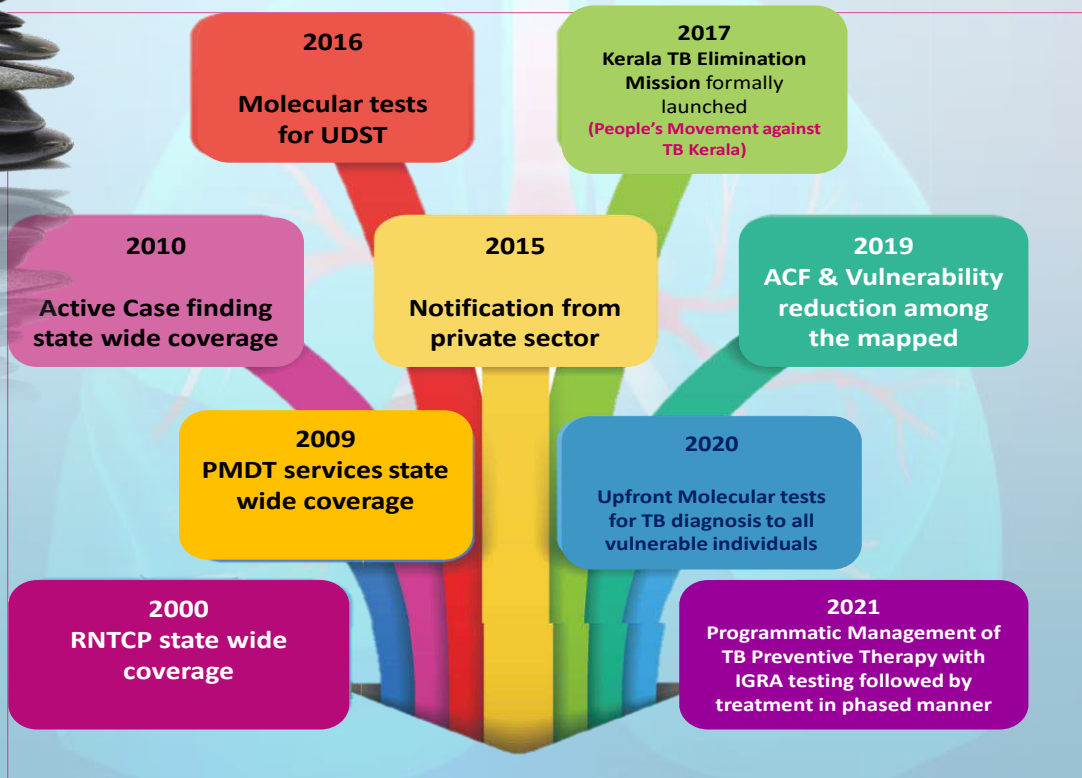 2016
Molecular tests
for UDST
2017
Kerala TB Elimination
Mission formally
launched
(People's Movement against
TB Kerala)
2010
Active Case finding
state wide coverage
2015
Notification from
private sector
2019
ACF & Vulnerability
reduction among
the mapped
2009
PMDT services state
wide coverage
2020
Upfront Molecular tests
for TB diagnosis to all
vulnerable individuals
2000
RNTCP state wide
coverage
2021
Programmatic Management of
TB Preventive Therapy with
IGRA testing followed by
treatment in phased manner